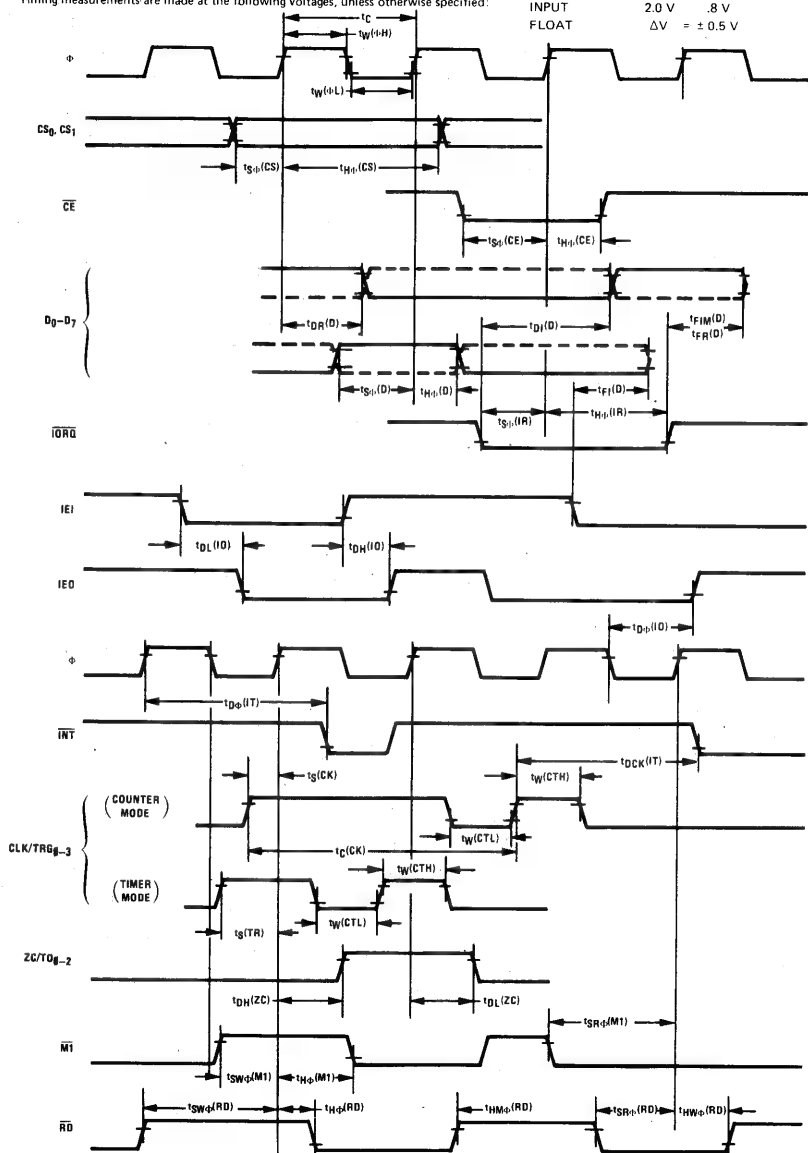 Timing measurements are made at the following voltages, unless otherwise specified:
INPUT 2.0 V .8 V
FLOAT ΔV = ± 0.5 V
tC
tW(ΦH)
Φ
tW(ΦL)
CS0, CS1
tSΦ(CS)
tHΦ(CS)
CE
tSΦ(CE)
tHΦ(CE)
D0–D7
tDR(D)
tDI(D)
tFIM(D)
tFR(D)
tSΦ(D)
tHΦ(D)
tFI(D)
tSΦ(IR)
tHΦ(IR)
IORQ
IEI
tDL(IO)
tDH(IO)
IEO
tDΦ(IO)
Φ
tDΦ(IT)
INT
tS(CK)
tDCK(IT)
tW(CTH)
(COUNTER MODE)
CLK/TRG0–3
tW(CTL)
tC(CK)
tW(CTH)
(TIMER MODE)
tW(CTL)
tS(TR)
ZC/TO0–2
tDH(ZC)
tDL(ZC)
tSRΦ(M1)
M1
tSWΦ(M1)
tHΦ(M1)
tSWΦ(RD)
tHΦ(RD)
tHMΦ(RD)
tSRΦ(RD)
tHWΦ(RD)
RD